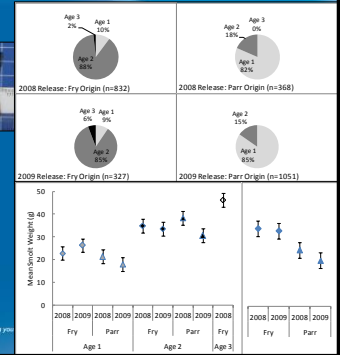 Age 3
2%
Age 1
10%
Age 2
88%
2008 Release: Fry Origin (n=832)
Age 3
0%
Age 2
18%
Age 1
82%
2008 Release: Parr Origin (n=368)
Age 3
6%
Age 1
9%
Age 2
85%
2009 Release: Fry Origin (n=327)
Age 2
15%
Age 1
85%
2009 Release: Parr Origin (n=1051)
Mean Smolt Weight (g)
50
40
30
20
10
0
2008 2009 2008 2009 2008 2009 2008 2009 2008 2008 2009 2008 2009
Fry Parr Fry Parr Fry Fry Parr
Age 1 Age 2 Age 3
you